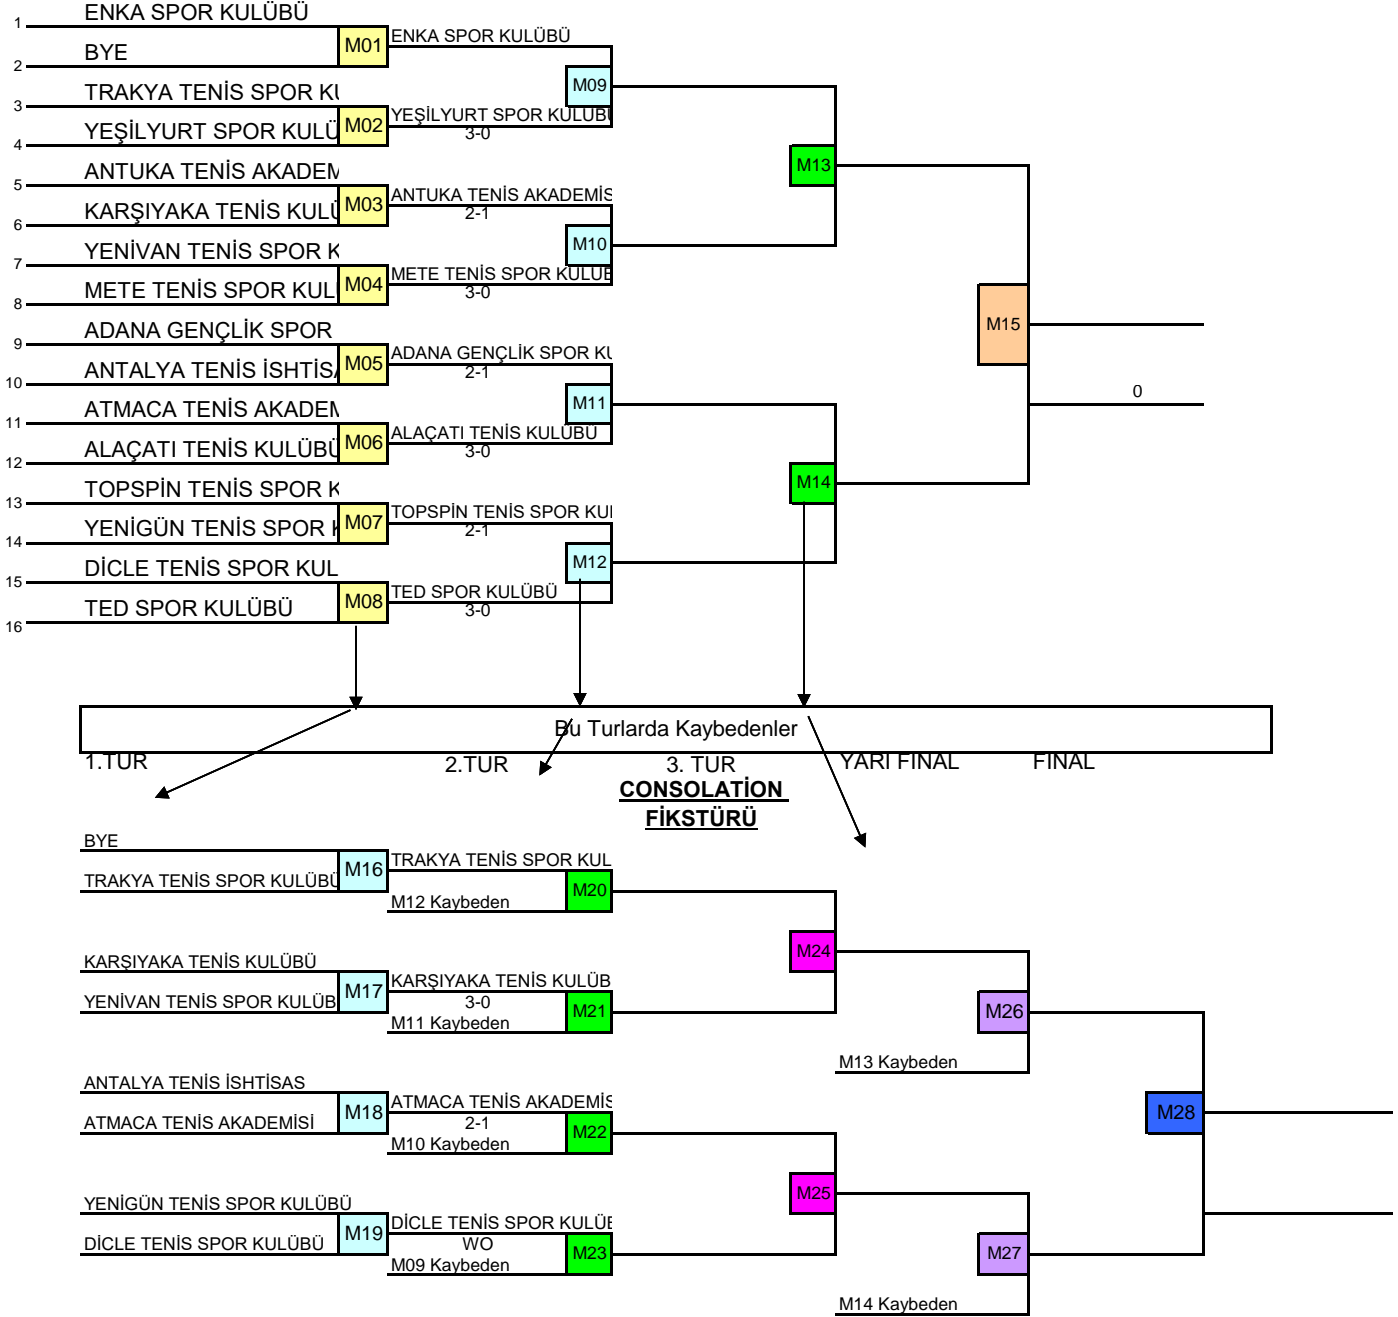 1 ENKA SPOR KULÜBÜ
M01 ENKA SPOR KULÜBÜ
2 BYE
M09
3 TRAKYA TENİS SPOR KU
M02 YEŞİLYURT SPOR KULÜBÜ
4 YEŞİLYURT SPOR KULÜ
3-0
M13
5 ANTUKA TENİS AKADEM
M03 ANTUKA TENİS AKADEMİS
6 KARŞIYAKA TENİS KULÜ
2-1
M10
7 YENİVAN TENİS SPOR K
M04 METE TENİS SPOR KULÜB
8 METE TENİS SPOR KUL
3-0
M15
9 ADANA GENÇLİK SPOR
M05 ADANA GENÇLİK SPOR KU
10 ANTALYA TENİS İSHTİSA
2-1
0
M11
11 ATMACA TENİS AKADEM
M06 ALAÇATI TENİS KULÜBÜ
12 ALAÇATI TENİS KULÜBÜ
3-0
M14
13 TOPSPİN TENİS SPOR K
M07 TOPSPİN TENİS SPOR KUL
14 YENİGÜN TENİS SPOR K
2-1
M12
15 DİCLE TENİS SPOR KUL
M08 TED SPOR KULÜBÜ
16 TED SPOR KULÜBÜ
3-0
Bu Turlarda Kaybedenler
1.TUR 2.TUR 3. TUR YARI FINAL FINAL
CONSOLATİON
FİKSTÜRÜ
BYE
M16 TRAKYA TENİS SPOR KUL
TRAKYA TENİS SPOR KULÜBÜ
M20
M12 Kaybeden
M24
KARŞIYAKA TENİS KULÜBÜ
M17 KARŞIYAKA TENİS KULÜB
YENİVAN TENİS SPOR KULÜB
3-0
M21
M11 Kaybeden
M26
M13 Kaybeden
ANTALYA TENİS İSHTİSAS
M18 ATMACA TENİS AKADEMİS
ATMACA TENİS AKADEMİSİ
2-1
M22
M10 Kaybeden
M28
M25
YENİGÜN TENİS SPOR KULÜBÜ
M19 DİCLE TENİS SPOR KULÜB
DİCLE TENİS SPOR KULÜBÜ
WO
M23
M09 Kaybeden
M27
M14 Kaybeden